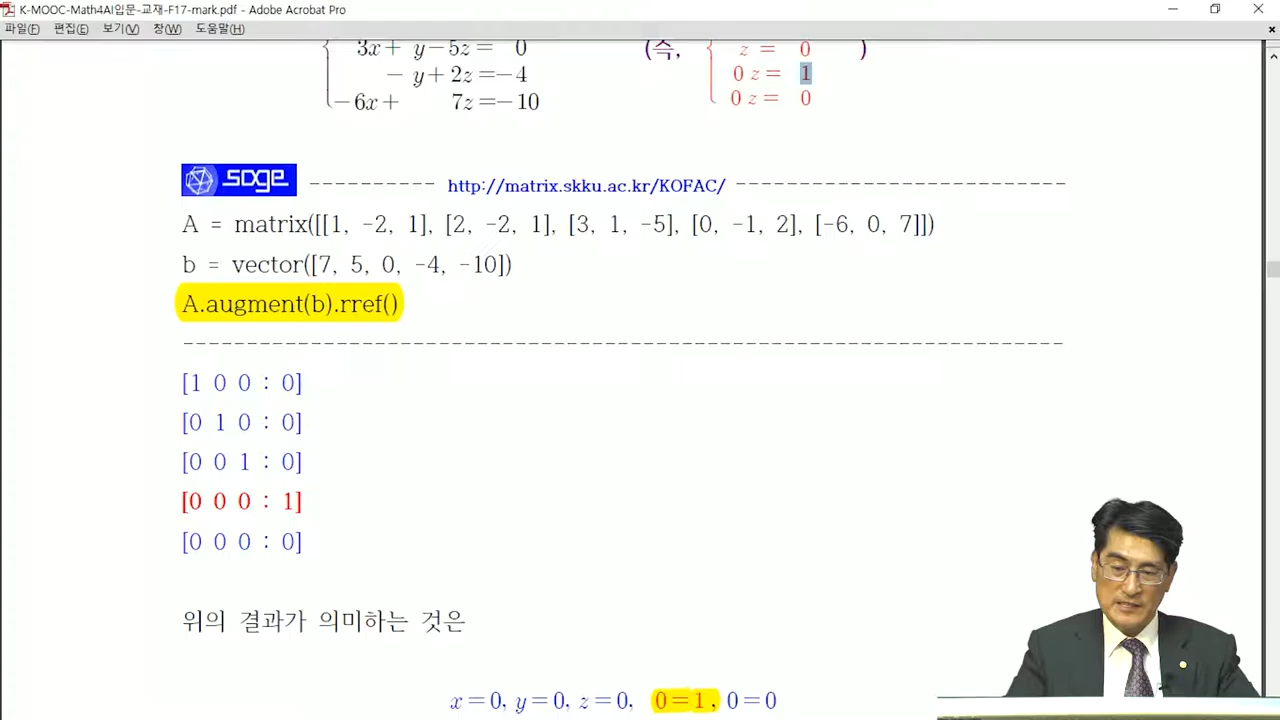 K-MOOC-Math4AI입문-교재-F17-mark.pdf - Adobe Acrobat Pro
파일(F) 편집(E) 보기(V) 창(W) 도움말(H)
3x+ y−5z= 0 (즉, z = 0 )
− y+2z=−4 0 z = 1
−6x+ 7z=−10 0 z = 0
sage ---------- http://matrix.skku.ac.kr/KOFAC/ --------------------------
A = matrix([[1, -2, 1], [2, -2, 1], [3, 1, -5], [0, -1, 2], [-6, 0, 7]])
b = vector([7, 5, 0, -4, -10])
A.augment(b).rref()
----------------------------------------------------------------------
[1 0 0 : 0]
[0 1 0 : 0]
[0 0 1 : 0]
[0 0 0 : 1]
[0 0 0 : 0]
위의 결과가 의미하는 것은
x=0, y=0, z=0, 0=1, 0=0